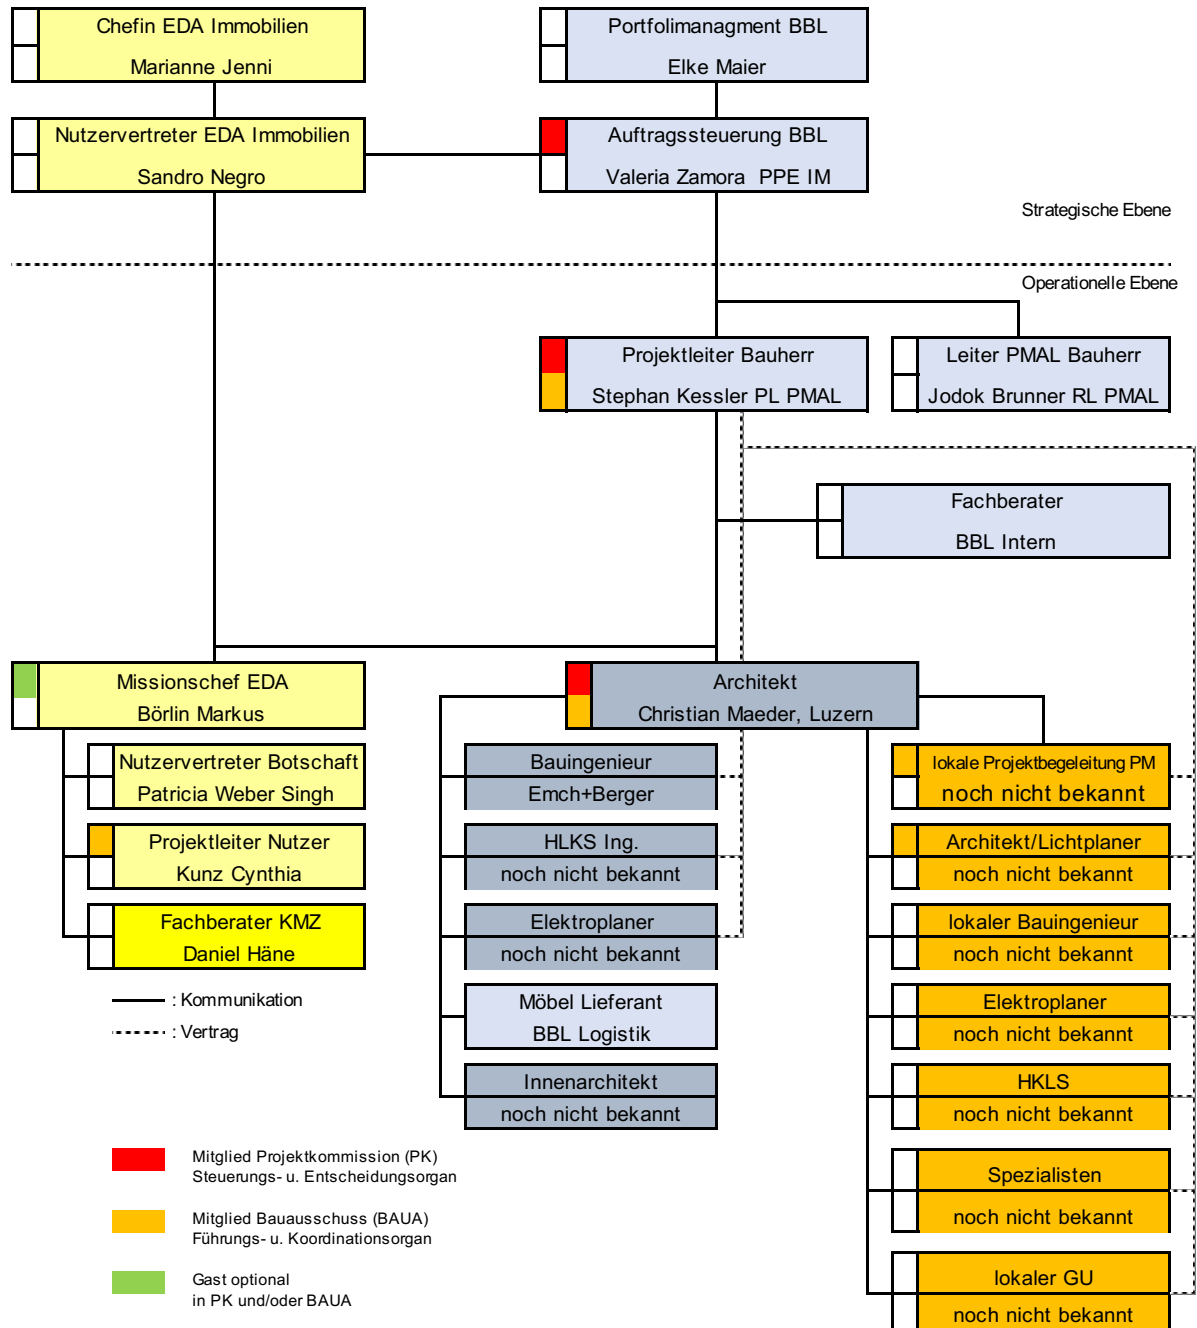 Chefin EDA Immobilien
Marianne Jenni
Portfolimanagment BBL
Elke Maier
Nutzervertreter EDA Immobilien
Sandro Negro
Auftragssteuerung BBL
Valeria Zamora PPE IM
Strategische Ebene
Operationelle Ebene
Projektleiter Bauherr
Stephan Kessler PL PMAL
Leiter PMAL Bauherr
Jodok Brunner RL PMAL
Fachberater
BBL Intern
Missionschef EDA
Börlin Markus
Architekt
Christian Maeder, Luzern
Nutzervertreter Botschaft
Patricia Weber Singh
Projektleiter Nutzer
Kunz Cynthia
Fachberater KMZ
Daniel Häne
Bauingenieur
Emch+Berger
HLKS Ing.
noch nicht bekannt
Elektroplaner
noch nicht bekannt
Möbel Lieferant
BBL Logistik
Innenarchitekt
noch nicht bekannt
lokale Projektbegeleitung PM
noch nicht bekannt
Architekt/Lichtplaner
noch nicht bekannt
lokaler Bauingenieur
noch nicht bekannt
Elektroplaner
noch nicht bekannt
HKLS
noch nicht bekannt
Spezialisten
noch nicht bekannt
lokaler GU
noch nicht bekannt
: Kommunikation
: Vertrag
Mitglied Projektkommission (PK)
Steuerungs- u. Entscheidungsorgan
Mitglied Bauausschuss (BAUA)
Führungs- u. Koordinationsorgan
Gast optional
in PK und/oder BAUA